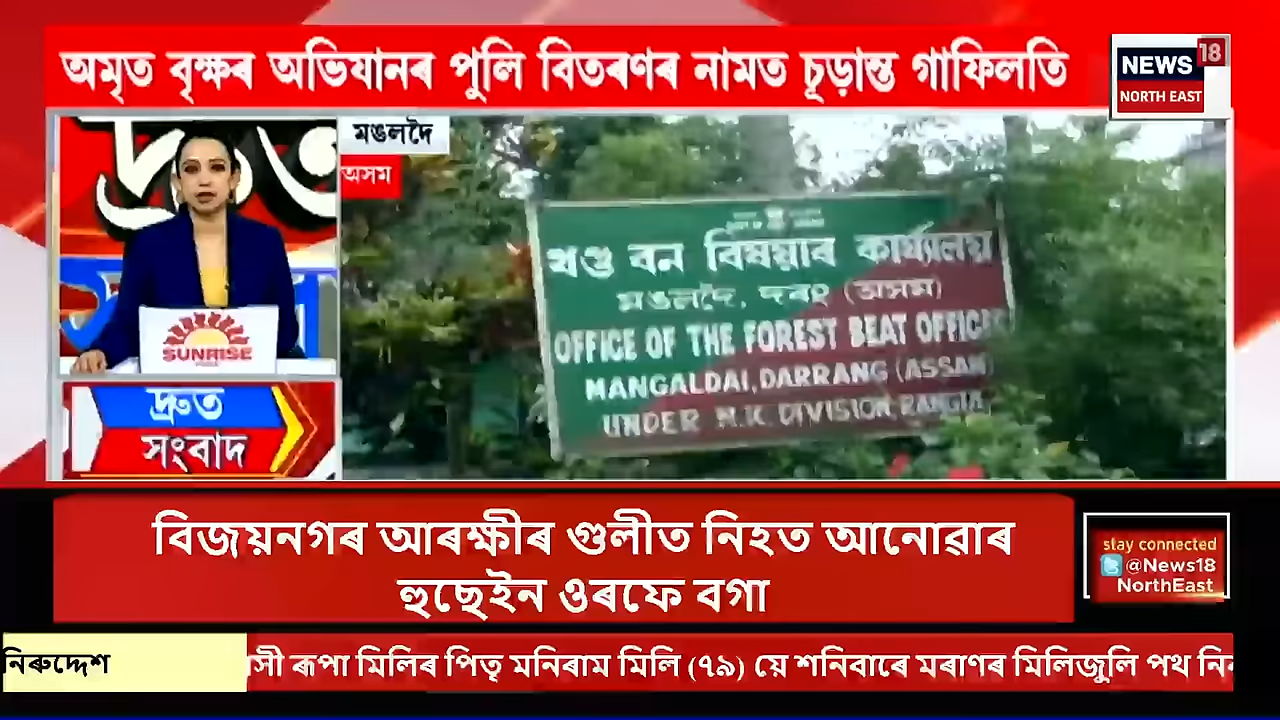 অমৃত বৃক্ষৰ অভিযানৰ পুলি বিতৰণৰ নামত চূড়ান্ত গাফিলতি
NEWS 18
NORTH EAST
মঙলদৈ
অসম
খণ্ড বন বিষয়াৰ কাৰ্য্যালয়
মঙলদৈ, দৰং (অসম)
OFFICE OF THE FOREST BEAT OFFICE
MANGALDAI, DARRANG (ASSAM)
UNDER N.K. DIVISION, RANGIA
SUNRISE
দ্ৰুত
সংবাদ
বিজয়নগৰ আৰক্ষীৰ গুলীত নিহত আনোৱাৰ
হুছেইন ওৰফে বগা
stay connected
@News18
NorthEast
নিৰুদ্দেশ
সী ৰূপা মিলিৰ পিতৃ মনিৰাম মিলি (৭৯) য়ে শনিবাৰে মৰাণৰ মিলিজুলি পথ